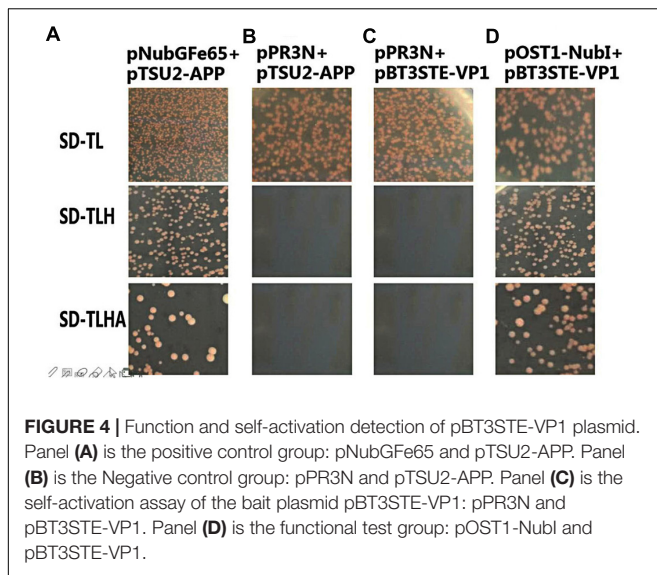 A B C D
pNubGFe65+ pPR3N+ pPR3N+ pOST1-NubI+
pTSU2-APP pTSU2-APP pBT3STE-VP1 pBT3STE-VP1
SD-TL
SD-TLH
SD-TLHA
FIGURE 4 | Function and self-activation detection of pBT3STE-VP1 plasmid.
Panel (A) is the positive control group: pNubGFe65 and pTSU2-APP. Panel
(B) is the Negative control group: pPR3N and pTSU2-APP. Panel (C) is the
self-activation assay of the bait plasmid pBT3STE-VP1: pPR3N and
pBT3STE-VP1. Panel (D) is the functional test group: pOST1-NubI and
pBT3STE-VP1.